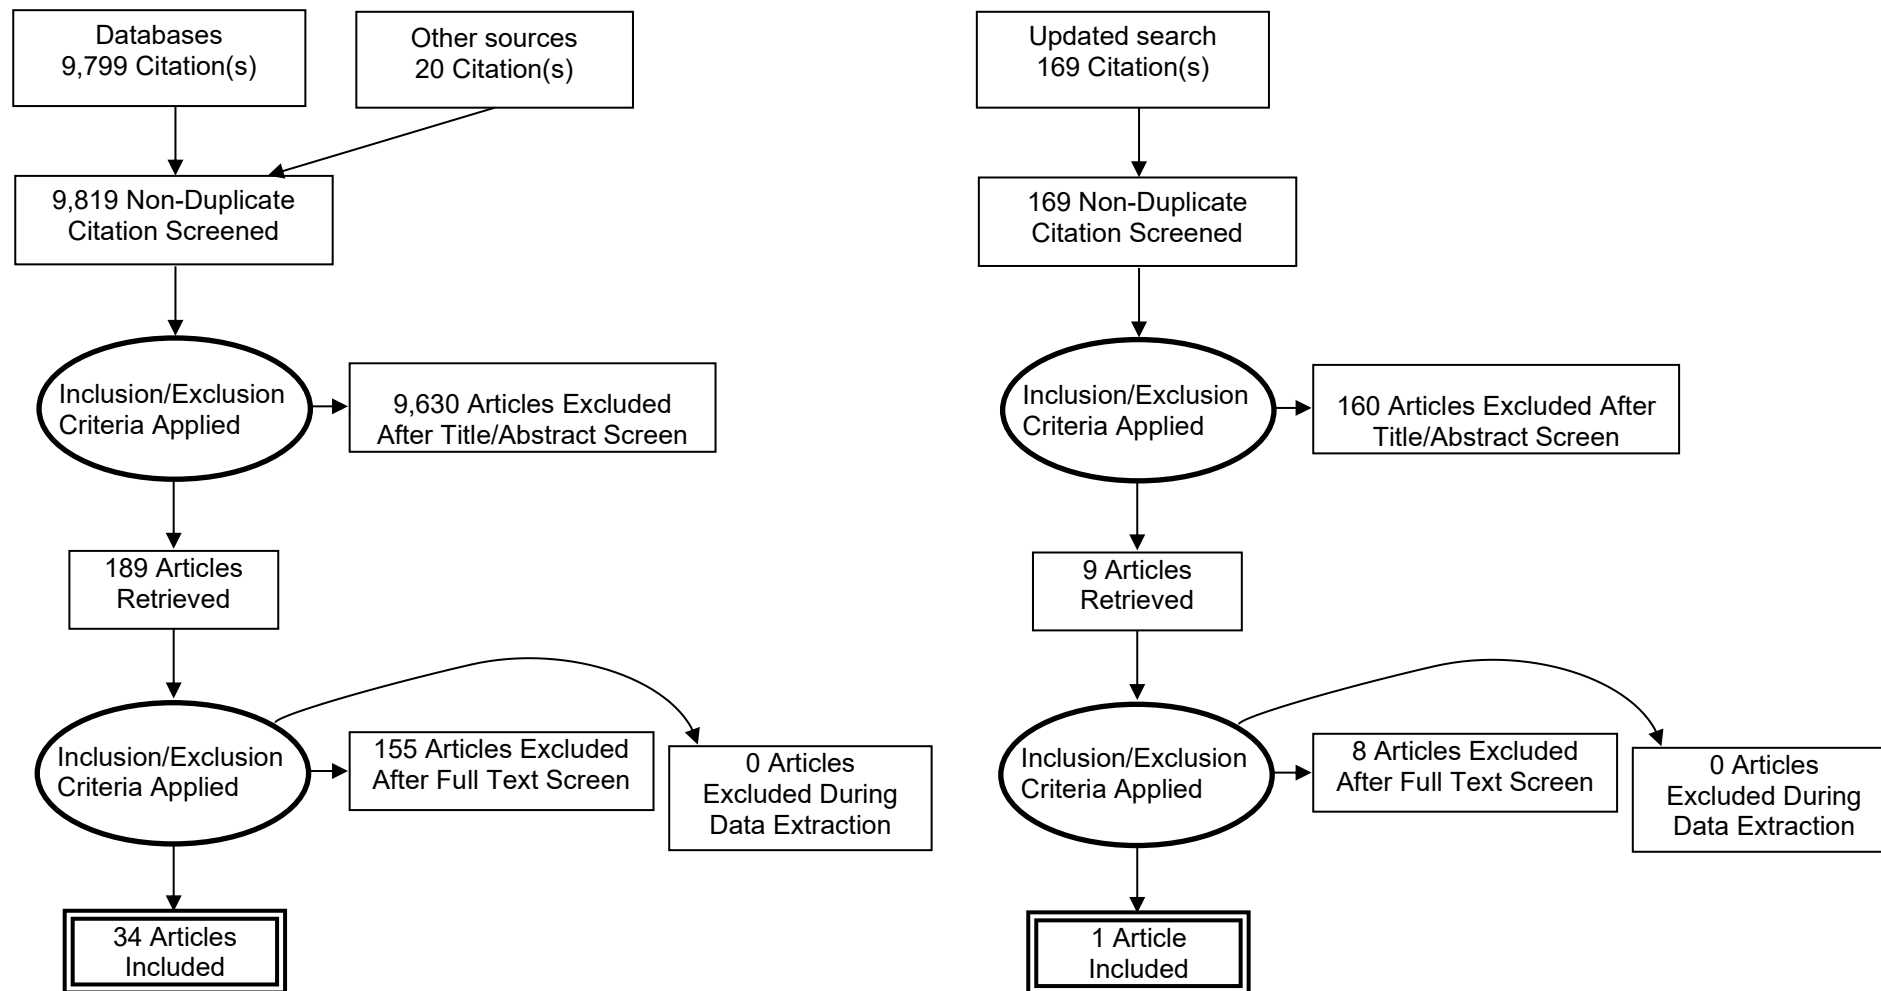 Databases
9,799 Citation(s)
Other sources
20 Citation(s)
9,819 Non-Duplicate
Citation Screened
Inclusion/Exclusion
Criteria Applied
9,630 Articles Excluded
After Title/Abstract Screen
189 Articles
Retrieved
Inclusion/Exclusion
Criteria Applied
155 Articles Excluded
After Full Text Screen
0 Articles
Excluded During
Data Extraction
34 Articles
Included
Updated search
169 Citation(s)
169 Non-Duplicate
Citation Screened
Inclusion/Exclusion
Criteria Applied
160 Articles Excluded After
Title/Abstract Screen
9 Articles
Retrieved
Inclusion/Exclusion
Criteria Applied
8 Articles Excluded
After Full Text Screen
0 Articles
Excluded During
Data Extraction
1 Article
Included